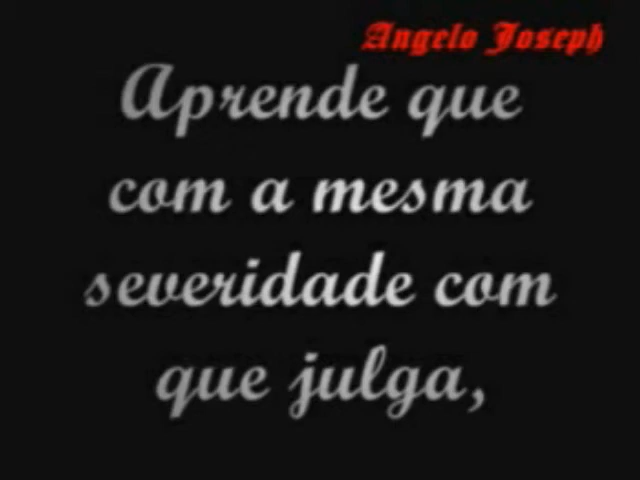 Angelo Joseph
Aprende que
com a mesma
severidade com
que julga,